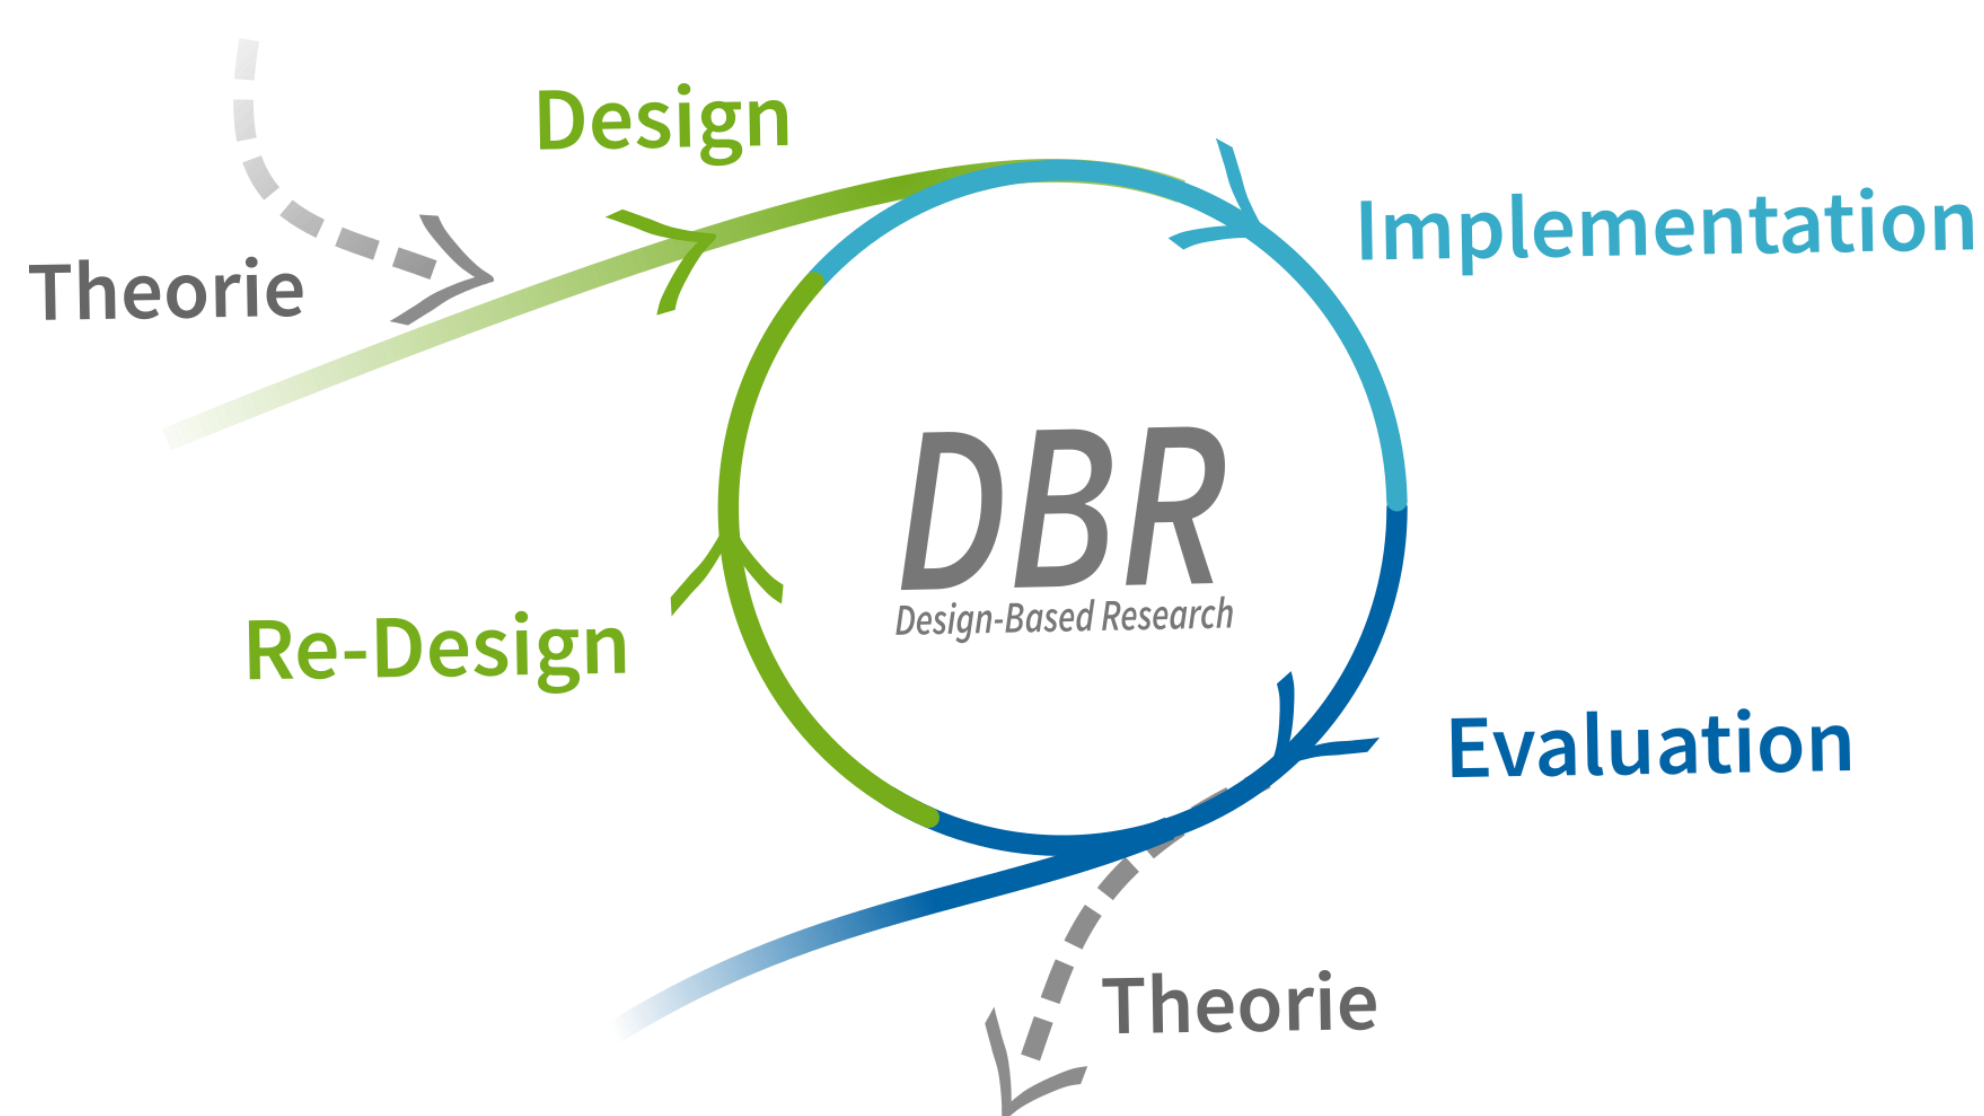 Design
Implementation
Theorie
DBR
Design-Based Research
Re-Design
Evaluation
Theorie